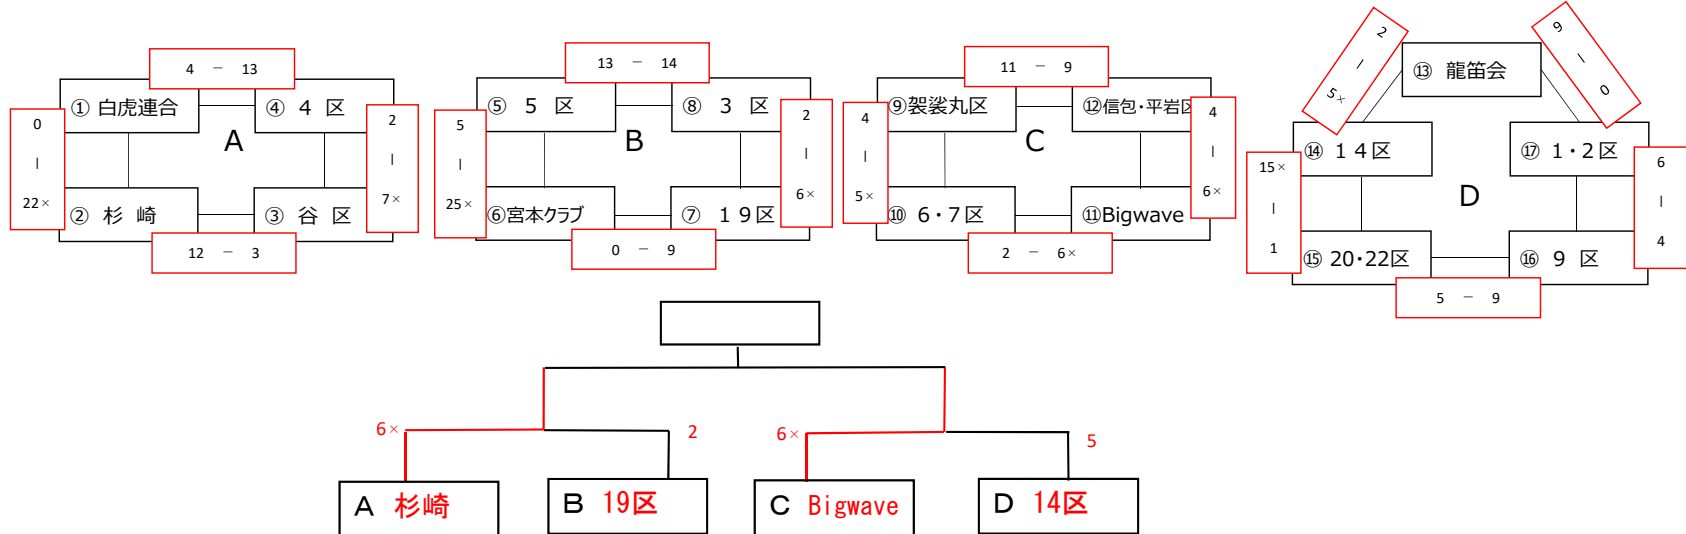 4 － 13
① 白虎連合
④ 4 区
0
|
22×
A
2
|
7×
② 杉 崎
③ 谷 区
12 － 3
13 － 14
⑤ 5 区
⑧ 3 区
5
|
25×
B
2
|
6×
⑥宮本クラブ
⑦ 19区
0 － 9
11 － 9
⑨袈裟丸区
⑫信包・平岩区
4
|
5×
C
4
|
6×
⑩ 6・7区
⑪Bigwave
2 － 6×
2 － 5×
9 － 0
⑬ 龍笛会
⑭ 14区
⑰ 1・2区
15×
|
1
D
6
|
4
⑮ 20・22区
⑯ 9 区
5 － 9
6×
2
6×
5
A 杉崎
B 19区
C Bigwave
D 14区